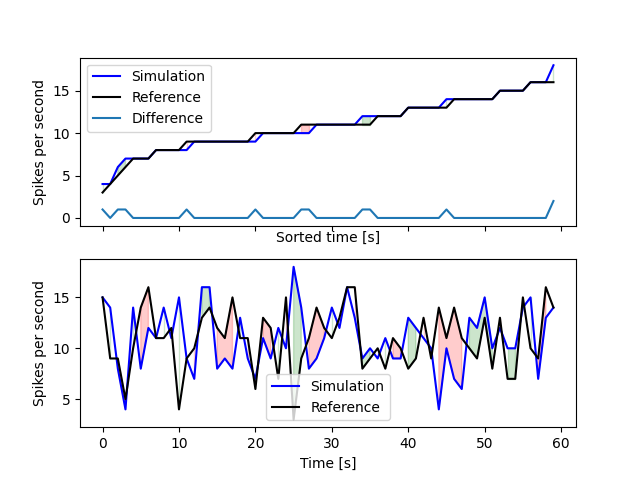 Spikes per second
15
10
5
0
Simulation
Reference
Difference
Sorted time [s]
Spikes per second
15
10
5
Simulation
Reference
0 10 20 30 40 50 60
Time [s]